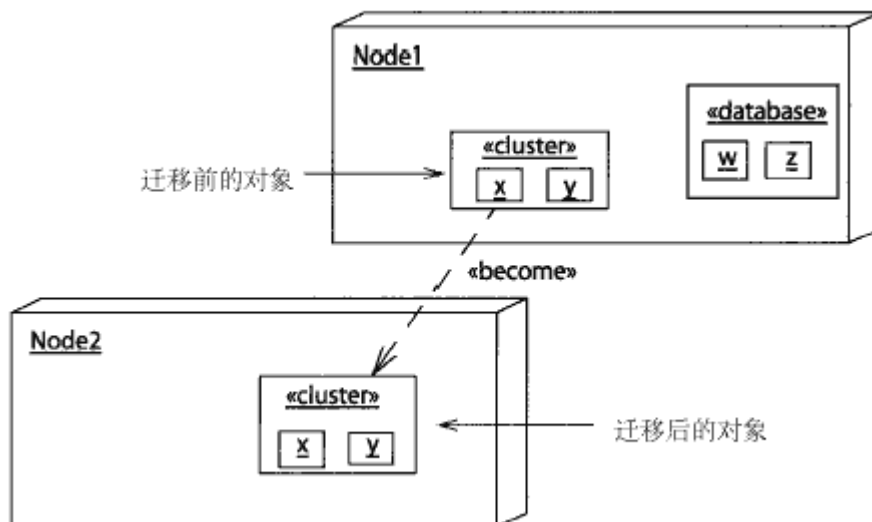 Node1
«database»
w z
«cluster»
x y
迁移前的对象
«become»
Node2
«cluster»
x y
迁移后的对象